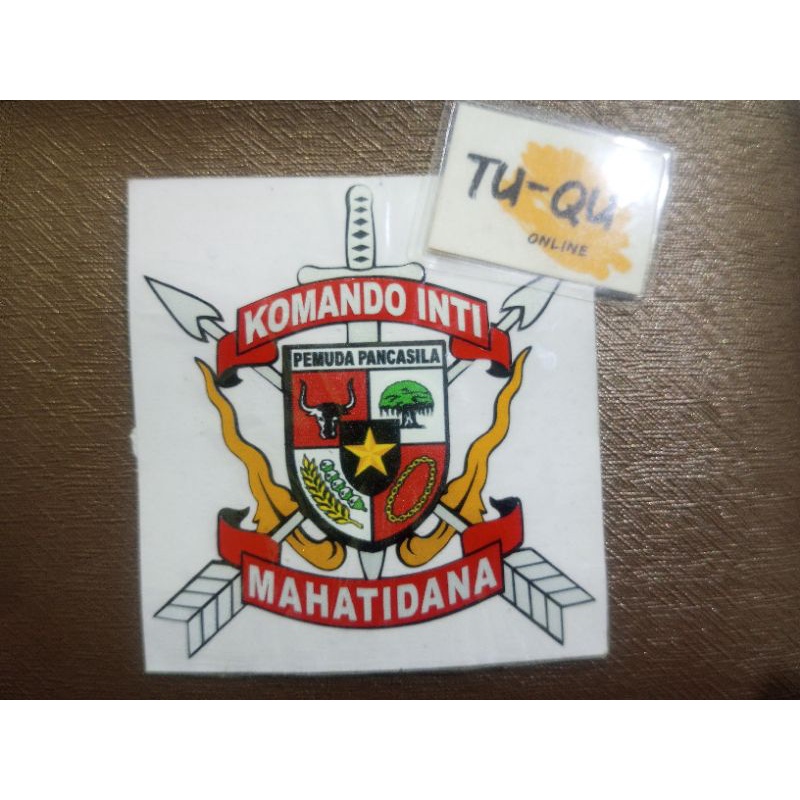 TU-QU
ONLINE
KOMANDO INTI
PEMUDA PANCASILA
MAHATIDANA